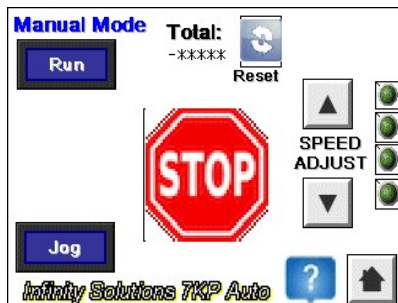 Manual Mode
Total:
-*****
Run
Reset
STOP
SPEED
ADJUST
Jog
Infinity Solutions 7KP Auto
?